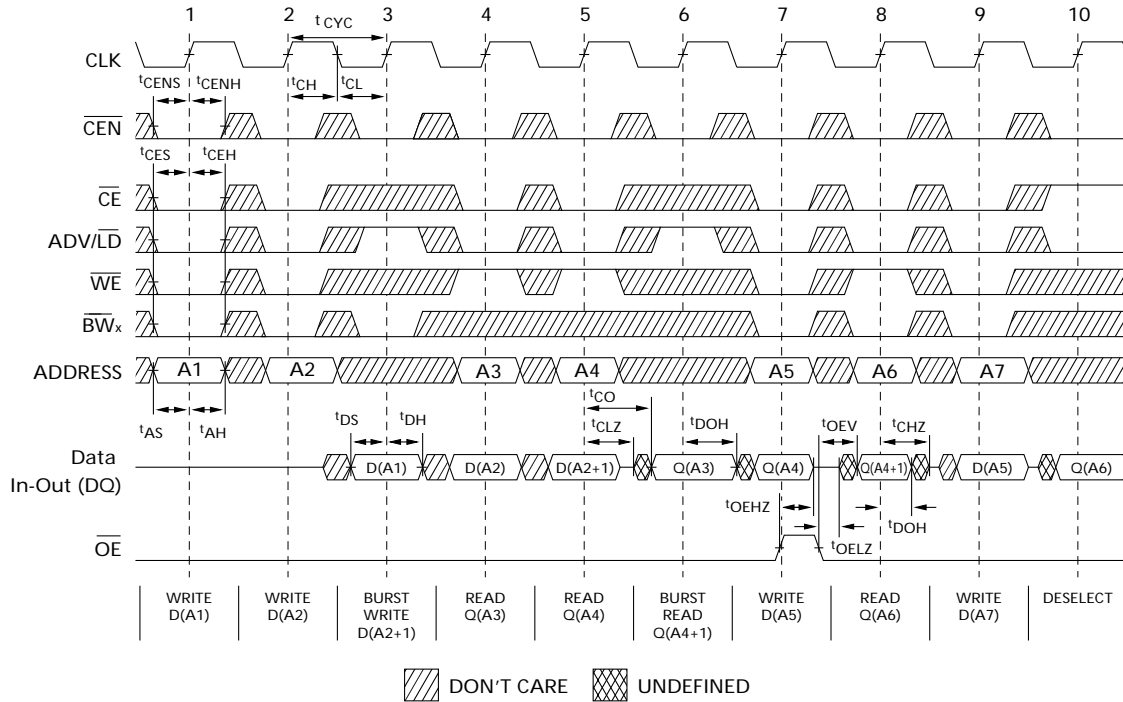 1 2 3 4 5 6 7 8 9 10
tCYC
CLK
tCENS tCENH tCH tCL
CEN
tCES tCEH
CE
ADV/LD
WE
BWx
ADDRESS A1 A2 A3 A4 A5 A6 A7
tCO
tAS tAH tDS tDH tCLZ tDOH tOEV tCHZ
Data
In-Out (DQ) D(A1) D(A2) D(A2+1) Q(A3) Q(A4) Q(A4+1) D(A5) Q(A6)
tOEHZ tDOH
tOELZ
OE
WRITE D(A1)
WRITE D(A2)
BURST WRITE D(A2+1)
READ Q(A3)
READ Q(A4)
BURST READ Q(A4+1)
WRITE D(A5)
READ Q(A6)
WRITE D(A7)
DESELECT
DON'T CARE UNDEFINED